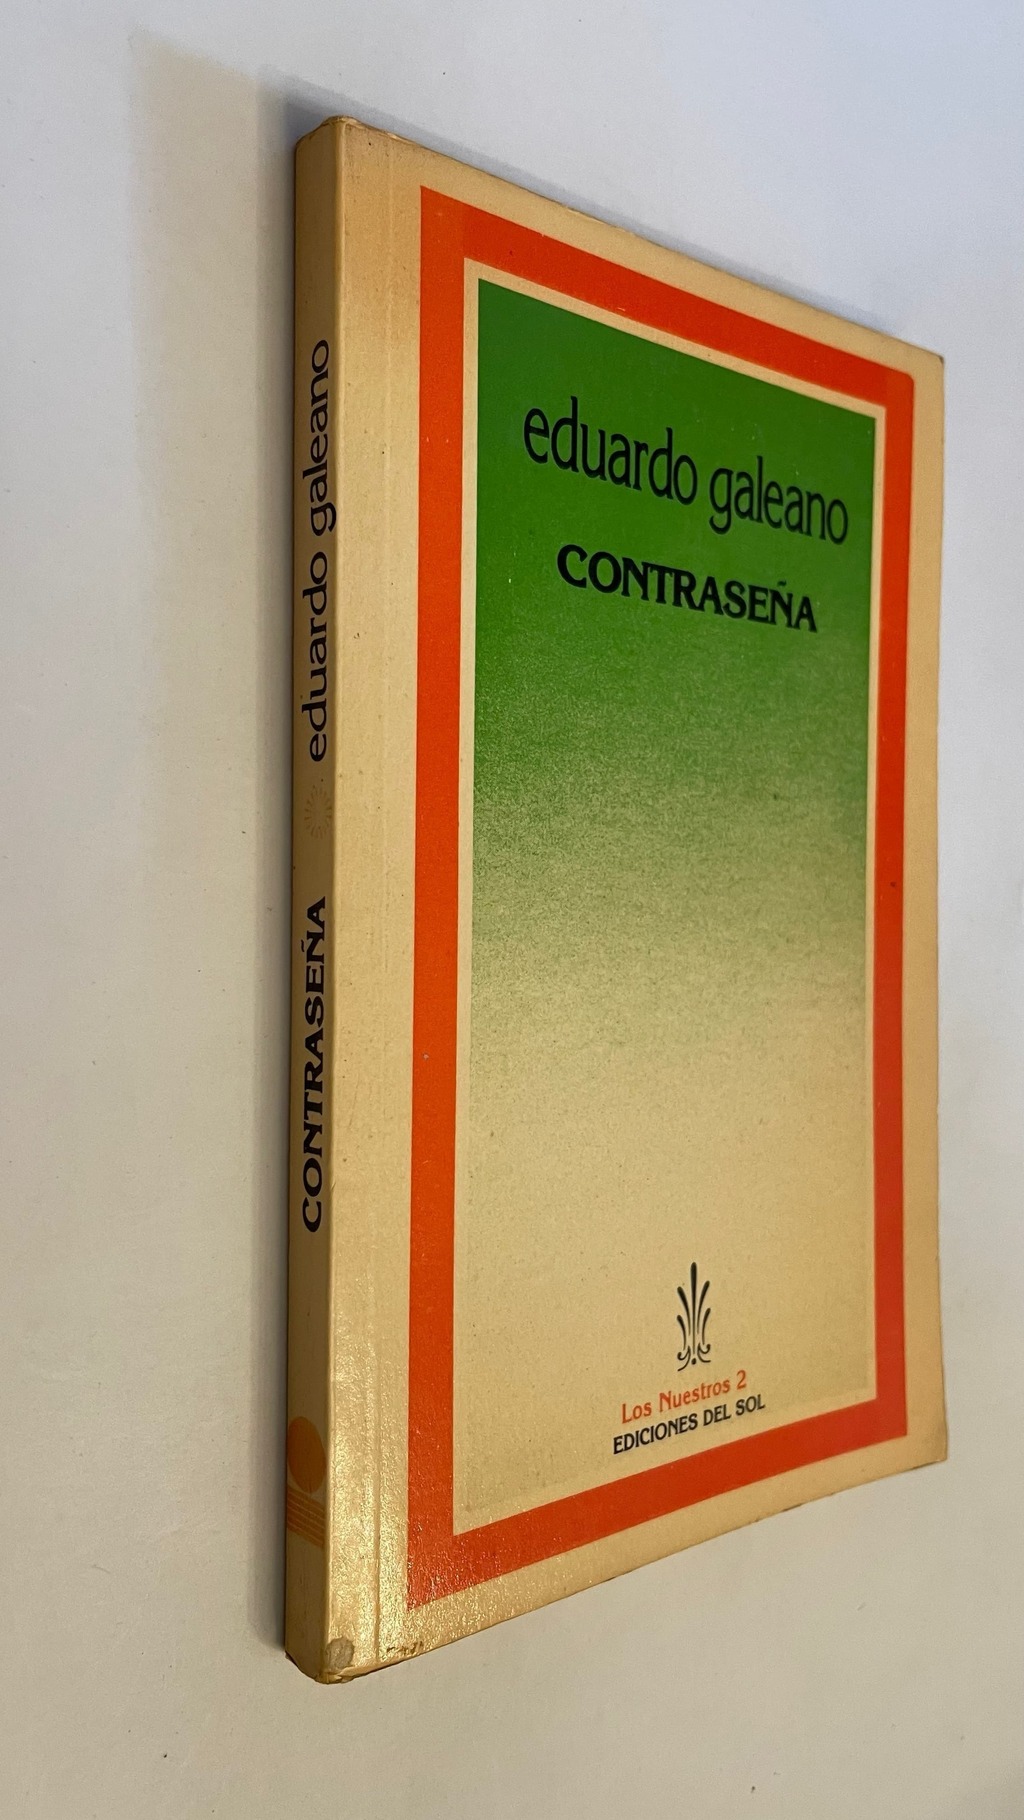 eduardo galeano
CONTRASEÑA
Los Nuestros 2
EDICIONES DEL SOL
CONTRASEÑA eduardo galeano